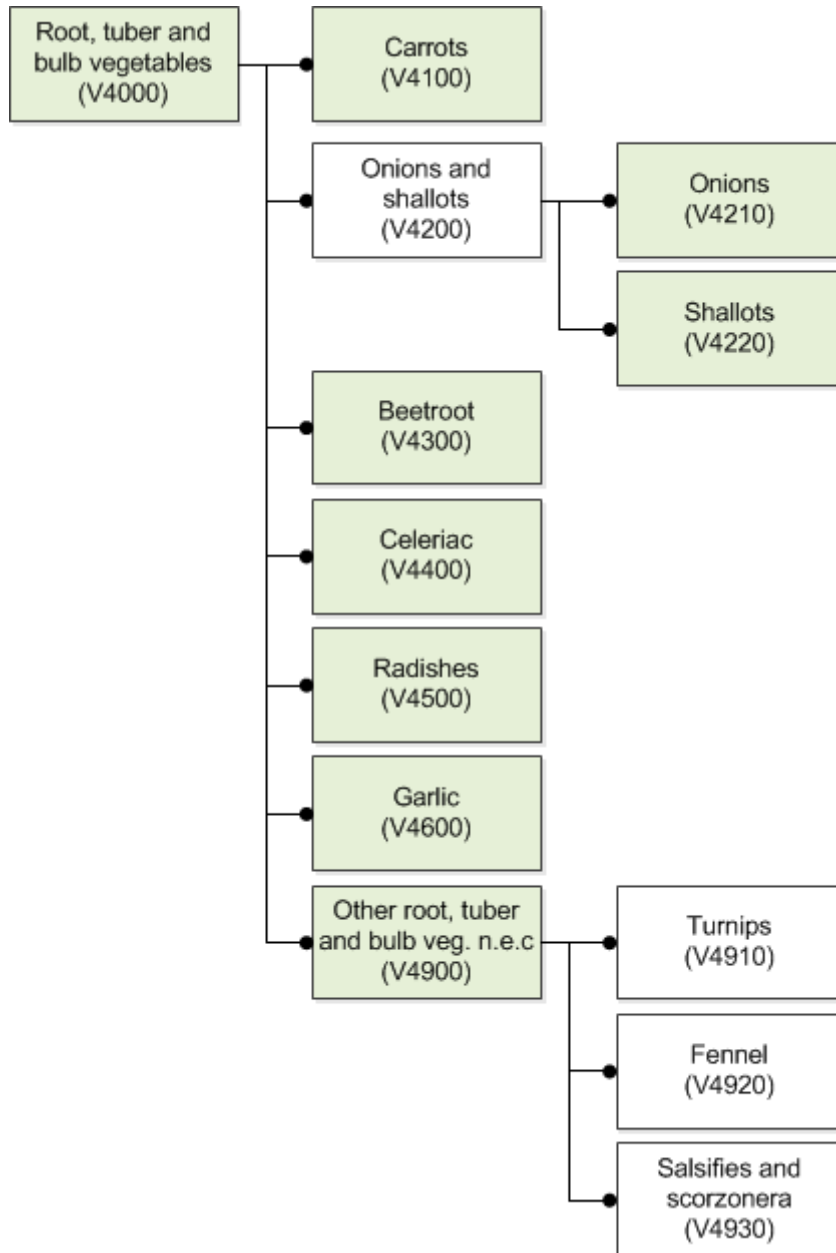 Root, tuber and
bulb vegetables
(V4000)
Carrots
(V4100)
Onions and
shallots
(V4200)
Onions
(V4210)
Shallots
(V4220)
Beetroot
(V4300)
Celeriac
(V4400)
Radishes
(V4500)
Garlic
(V4600)
Other root, tuber
and bulb veg. n.e.c
(V4900)
Turnips
(V4910)
Fennel
(V4920)
Salsifies and
scorzonera
(V4930)